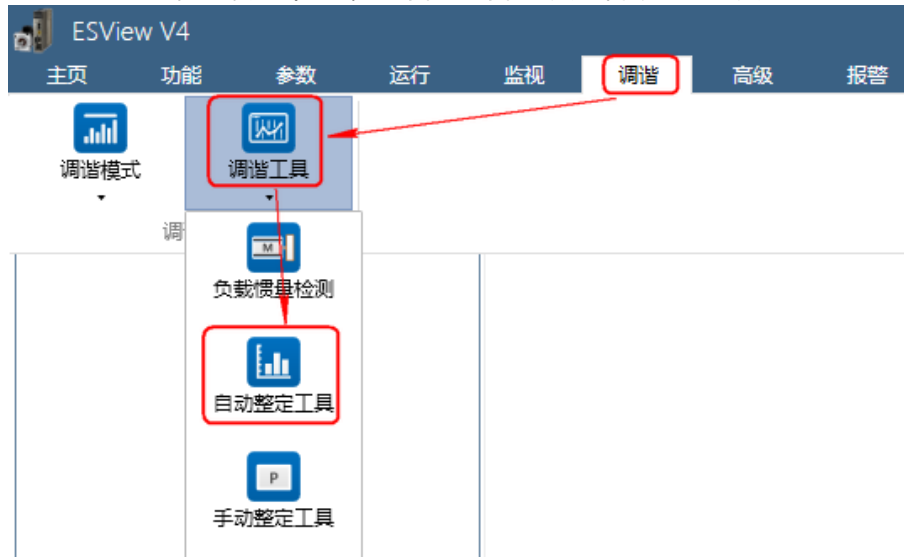 ESView V4
主页 功能 参数 运行 监视 调谐 高级 报警
调谐模式 调谐工具
调
M
负载惯量检测
自动整定工具
P
手动整定工具